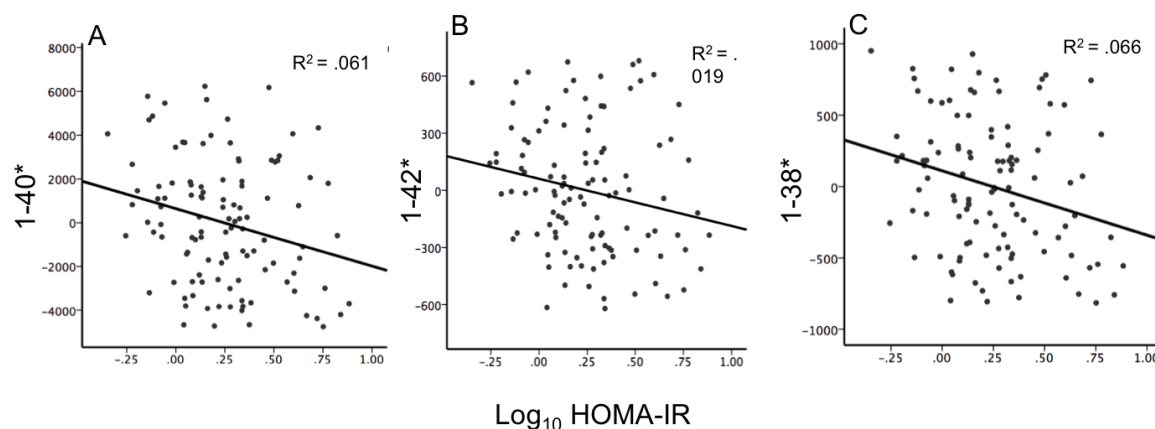 A
R² = .061
1-40*
8000
6000
4000
2000
0
-2000
-4000
-.25 .00 .25 .50 .75 1.00
B
R² = .
019
1-42*
600
300
0
-300
-600
-.25 .00 .25 .50 .75 1.00
C
R² = .066
1-38*
1000
500
0
-500
-1000
-.25 .00 .25 .50 .75 1.00
Log₁₀ HOMA-IR